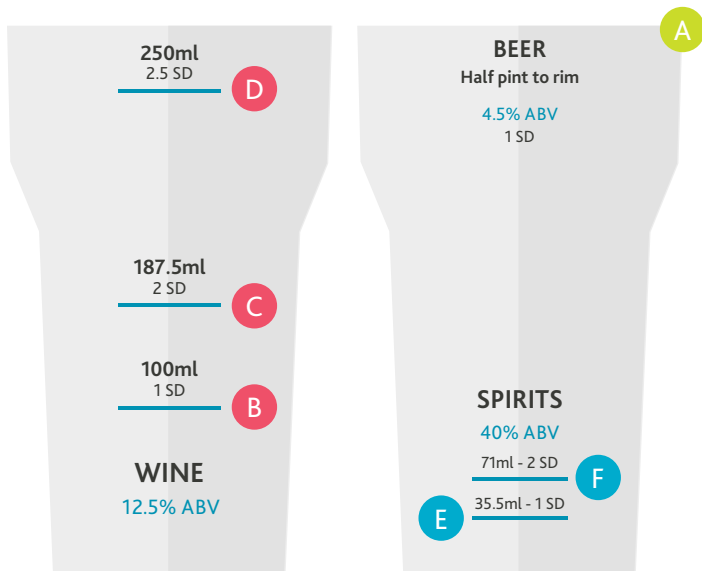 250ml
2.5 SD
D
187.5ml
2 SD
C
100ml
1 SD
B
WINE
12.5% ABV
A
BEER
Half pint to rim
4.5% ABV
1 SD
SPIRITS
40% ABV
71ml - 2 SD
F
35.5ml - 1 SD
E